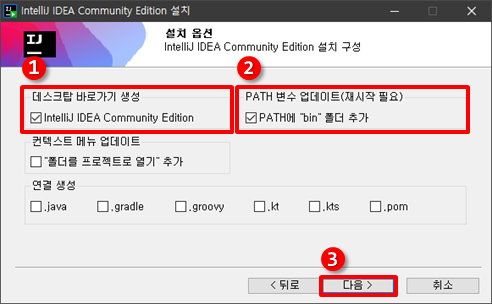 IntelliJ IDEA Community Edition 설치
IJ
설치 옵션
IntelliJ IDEA Community Edition 설치 구성
1
2
데스크탑 바로가기 생성
PATH 변수 업데이트(재시작 필요)
IntelliJ IDEA Community Edition
PATH에 "bin" 폴더 추가
컨텍스트 메뉴 업데이트
"폴더를 프로젝트로 열기" 추가
연결 생성
.java .gradle .groovy .kt .kts .pom
3
< 뒤로 다음 > 취소